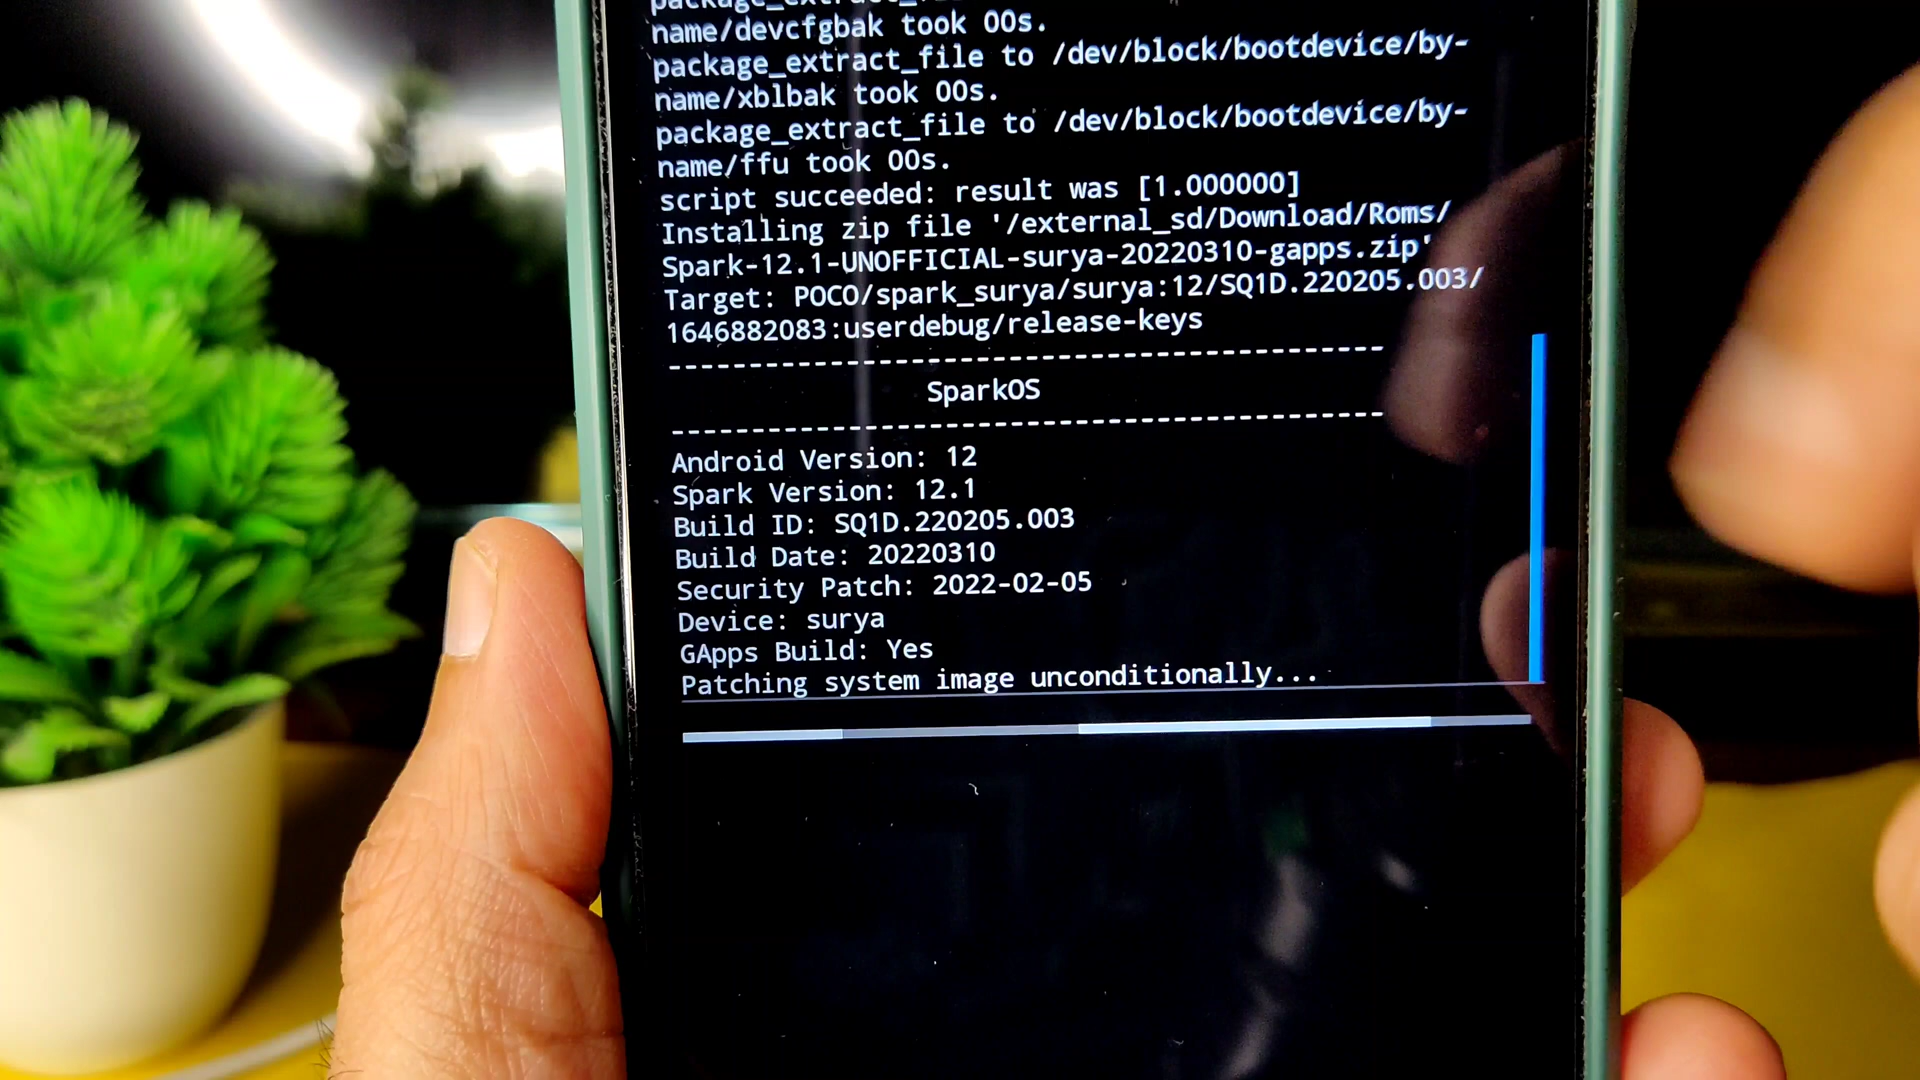 package_extract_file
name/devcfgbak took 00s.
package_extract_file to /dev/block/bootdevice/by-
name/xblbak took 00s.
package_extract_file to /dev/block/bootdevice/by-
name/ffu took 00s.
script succeeded: result was [1.000000]
Installing zip file '/external_sd/Download/Roms/
Spark-12.1-UNOFFICIAL-surya-20220310-gapps.zip'
Target: POCO/spark_surya/surya:12/SQ1D.220205.003/
1646882083:userdebug/release-keys
---------------------------------------------
SparkOS
---------------------------------------------
Android Version: 12
Spark Version: 12.1
Build ID: SQ1D.220205.003
Build Date: 20220310
Security Patch: 2022-02-05
Device: surya
GApps Build: Yes
Patching system image unconditionally...